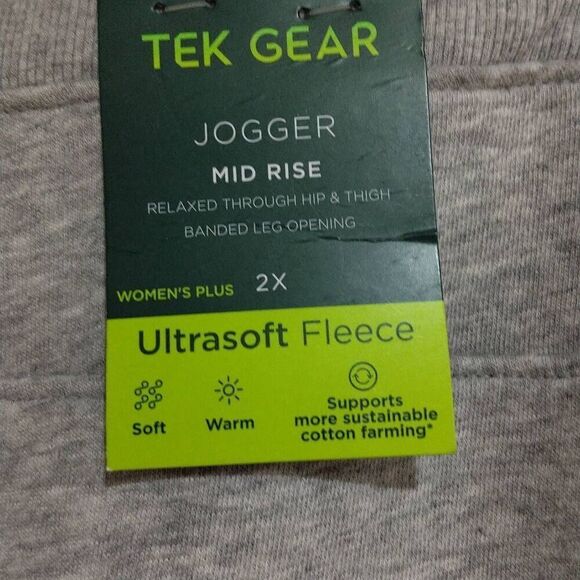 TEK GEAR
JOGGER
MID RISE
RELAXED THROUGH HIP & THIGH
BANDED LEG OPENING
WOMEN'S PLUS 2X
Ultrasoft Fleece
Soft
Warm
Supports
more sustainable
cotton farming*